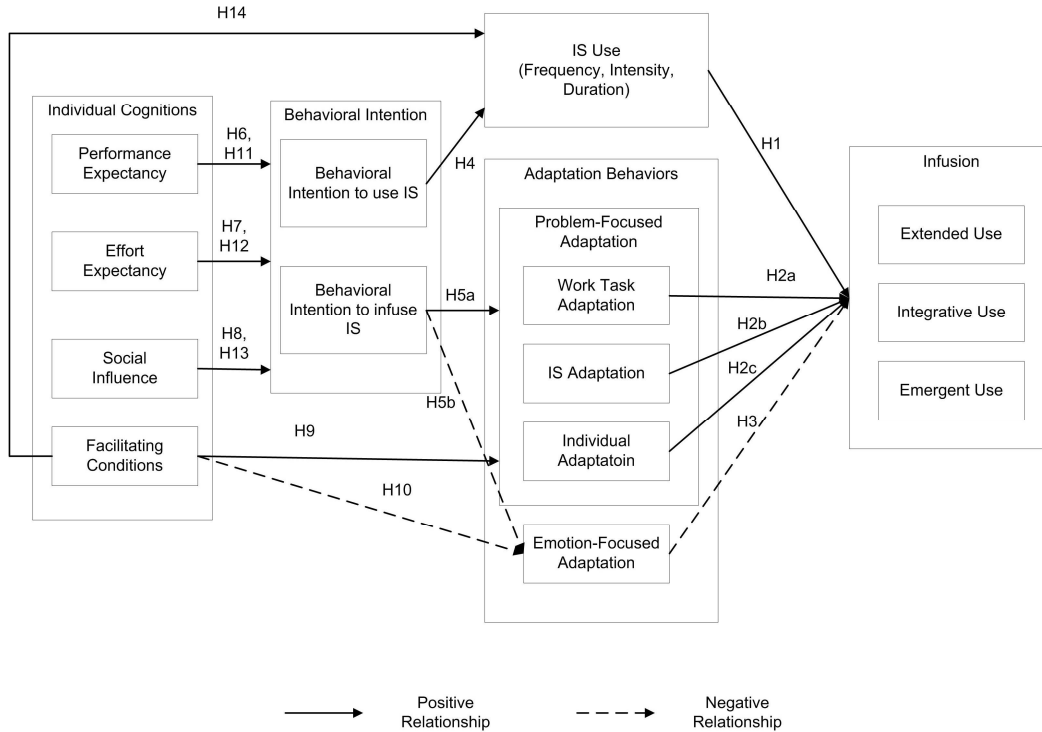 H14
IS Use
(Frequency, Intensity,
Duration)
Individual Cognitions
Performance
Expectancy
Effort
Expectancy
Social
Influence
Facilitating
Conditions
H6,
H11
H7,
H12
H8,
H13
Behavioral Intention
Behavioral
Intention to use IS
Behavioral
Intention to infuse
IS
H4
H5a
H5b
H9
H10
Adaptation Behaviors
Problem-Focused
Adaptation
Work Task
Adaptation
IS Adaptation
Individual
Adaptatoin
Emotion-Focused
Adaptation
H1
H2a
H2b
H2c
H3
Infusion
Extended Use
Integrative Use
Emergent Use
Positive
Relationship
Negative
Relationship